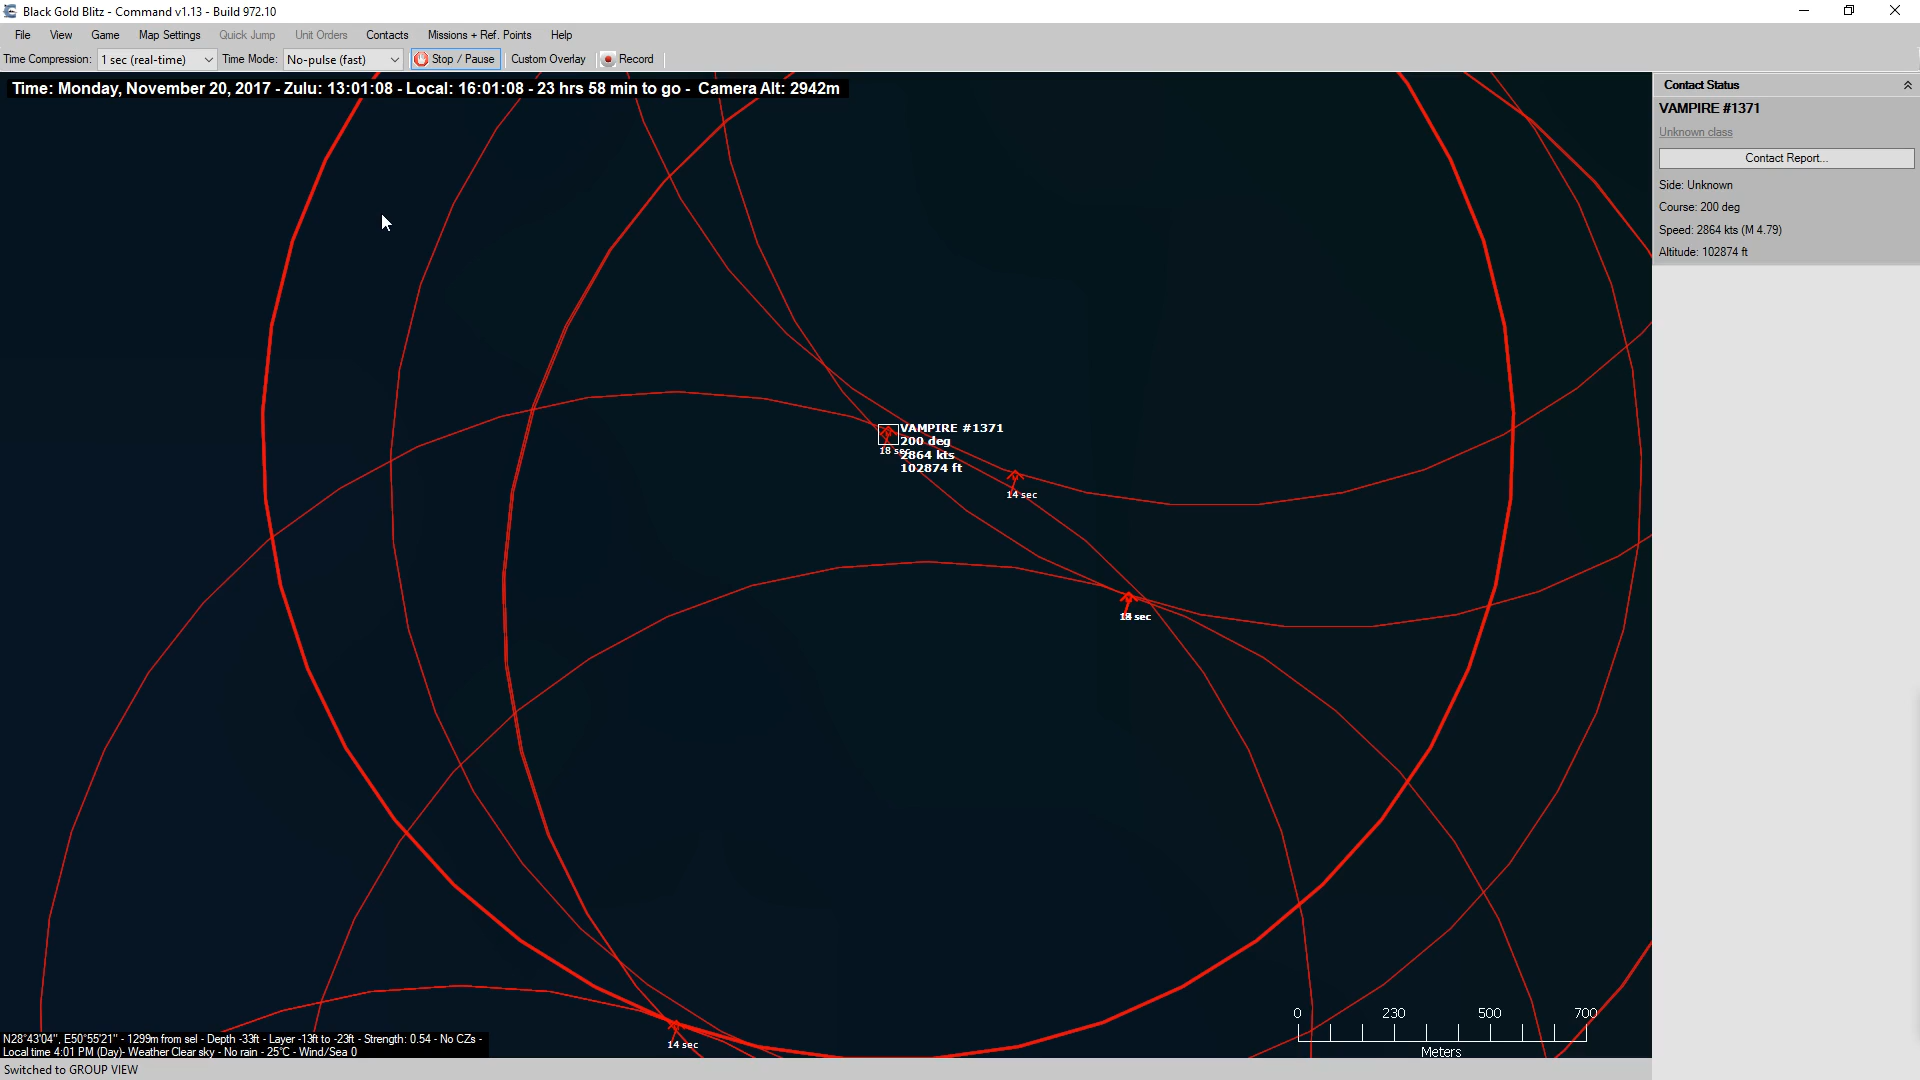 Black Gold Blitz - Command v1.13 - Build 972.10
File View Game Map Settings Quick Jump Unit Orders Contacts Missions + Ref. Points Help
Time Compression: 1 sec (real-time) Time Mode: No-pulse (fast) Stop / Pause Custom Overlay Record
Time: Monday, November 20, 2017 - Zulu: 13:01:08 - Local: 16:01:08 - 23 hrs 58 min to go - Camera Alt: 2942m
Contact Status
VAMPIRE #1371
Unknown class
Contact Report...
Side: Unknown
Course: 200 deg
Speed: 2864 kts (M 4.79)
Altitude: 102874 ft
VAMPIRE #1371
200 deg
18 sec
2864 kts
102874 ft
14 sec
sec
14 sec
0 230 500 700
Meters
N28°43'04", E50°55'21" - 1299m from sel - Depth -33ft - Layer -13ft to -23ft - Strength: 0.54 - No CZs -
Local time 4:01 PM (Day)- Weather Clear sky - No rain - 25°C - Wind/Sea 0
Switched to GROUP VIEW